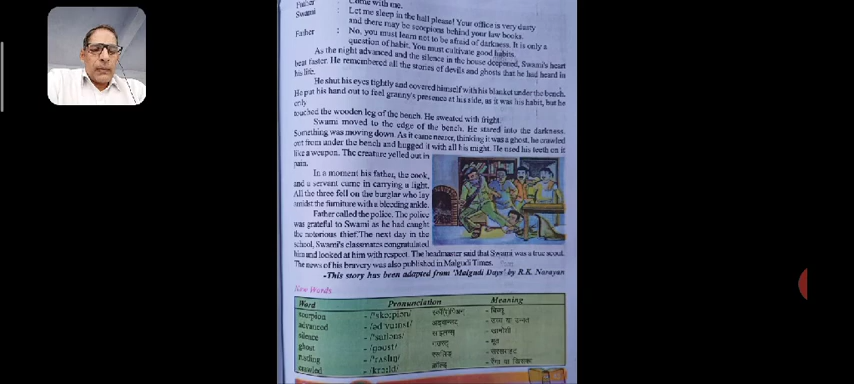 Father Come with me.
Swami : Let me sleep in the hall please! Your office is very dusty
and there may be scorpions behind your law books.
Father : No, you must learn not to be afraid of darkness. It is only a
question of habit. You must cultivate good habits.
As the night advanced and the silence in the house deepened, Swami's heart
beat faster. He remembered all the stories of devils and ghosts that he had heard in
his life.
He shut his eyes tightly and covered himself with his blanket under the bench.
He put his hand out to feel granny's presence at his side, as it was his habit, but he
only
touched the wooden leg of the bench. He sweated with fright.
Swami moved to the edge of the bench. He stared into the darkness.
Something was moving down. As it came nearer, thinking it was a ghost, he crawled
out from under the bench and hugged it with all his might. He used his teeth on it
like a weapon. The creature yelled out in
pain.
In a moment his father, the cook,
and a servant came in carrying a light.
All the three fell on the burglar who lay
amidst the furniture with a bleeding ankle.
Father called the police. The police
was grateful to Swami as he had caught
the notorious thief.The next day in the
school, Swami's classmates congratulated
him and looked at him with respect. The headmaster said that Swami was a true scout.
The news of his bravery was also published in Malgudi Times.
-This story has been adapted from 'Malgudi Days' by R.K. Narayan
New Words
Word Pronunciation Meaning
scorpion - बिच्छू
advanced
silence - खामोशी
ghost - भूत
rustling - सरसराहट
crawled